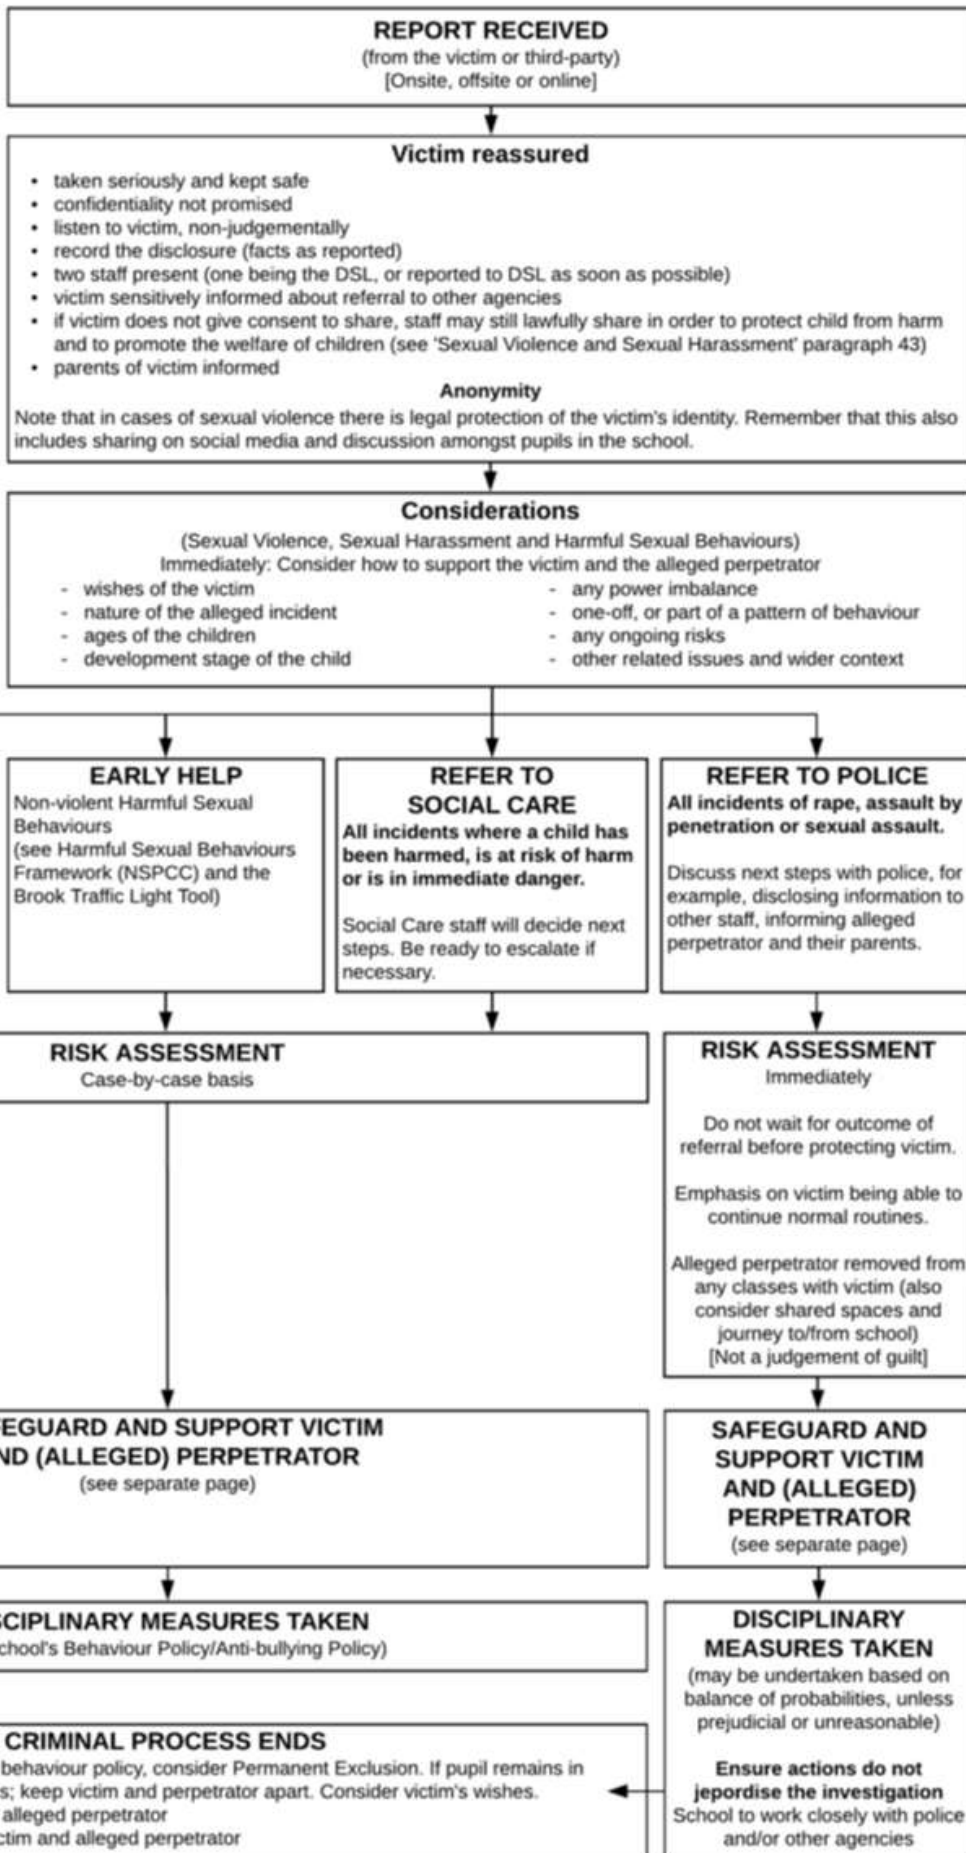 REPORT RECEIVED
(from the victim or third-party)
[Onsite, offsite or online]
Victim reassured
• taken seriously and kept safe
• confidentiality not promised
• listen to victim, non-judgementally
• record the disclosure (facts as reported)
• two staff present (one being the DSL, or reported to DSL as soon as possible)
• victim sensitively informed about referral to other agencies
• if victim does not give consent to share, staff may still lawfully share in order to protect child from harm
and to promote the welfare of children (see 'Sexual Violence and Sexual Harassment' paragraph 43)
• parents of victim informed
Anonymity
Note that in cases of sexual violence there is legal protection of the victim's identity. Remember that this also
includes sharing on social media and discussion amongst pupils in the school.
Considerations
(Sexual Violence, Sexual Harassment and Harmful Sexual Behaviours)
Immediately: Consider how to support the victim and the alleged perpetrator
- wishes of the victim
- nature of the alleged incident
- ages of the children
- development stage of the child
- any power imbalance
- one-off, or part of a pattern of behaviour
- any ongoing risks
- other related issues and wider context
EARLY HELP
Non-violent Harmful Sexual
Behaviours
(see Harmful Sexual Behaviours
Framework (NSPCC) and the
Brook Traffic Light Tool)
REFER TO
SOCIAL CARE
All incidents where a child has
been harmed, is at risk of harm
or is in immediate danger.
Social Care staff will decide next
steps. Be ready to escalate if
necessary.
REFER TO POLICE
All incidents of rape, assault by
penetration or sexual assault.
Discuss next steps with police, for
example, disclosing information to
other staff, informing alleged
perpetrator and their parents.
RISK ASSESSMENT
Case-by-case basis
RISK ASSESSMENT
Immediately
Do not wait for outcome of
referral before protecting victim.
Emphasis on victim being able to
continue normal routines.
Alleged perpetrator removed from
any classes with victim (also
consider shared spaces and
journey to/from school)
[Not a judgement of guilt]
EGUARD AND SUPPORT VICTIM
ND (ALLEGED) PERPETRATOR
(see separate page)
SAFEGUARD AND
SUPPORT VICTIM
AND (ALLEGED)
PERPETRATOR
(see separate page)
SCIPLINARY MEASURES TAKEN
chool's Behaviour Policy/Anti-bullying Policy)
DISCIPLINARY
MEASURES TAKEN
(may be undertaken based on
balance of probabilities, unless
prejudicial or unreasonable)
Ensure actions do not
jepordise the investigation
School to work closely with police
and/or other agencies
CRIMINAL PROCESS ENDS
behaviour policy, consider Permanent Exclusion. If pupil remains in
s; keep victim and perpetrator apart. Consider victim's wishes.
alleged perpetrator
ctim and alleged perpetrator